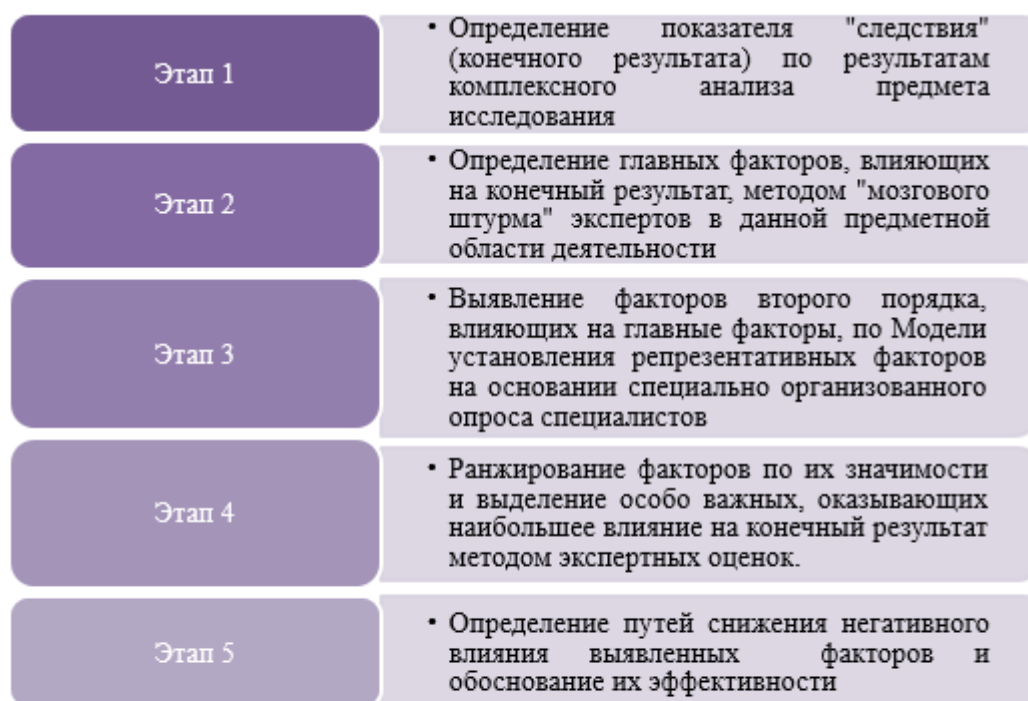 Этап 1
• Определение показателя "следствия"
(конечного результата) по результатам
комплексного анализа предмета
исследования
Этап 2
• Определение главных факторов, влияющих
на конечный результат, методом "мозгового
штурма" экспертов в данной предметной
области деятельности
Этап 3
• Выявление факторов второго порядка,
влияющих на главные факторы, по Модели
установления репрезентативных факторов
на основании специально организованного
опроса специалистов
Этап 4
• Ранжирование факторов по их значимости
и выделение особо важных, оказывающих
наибольшее влияние на конечный результат
методом экспертных оценок.
Этап 5
• Определение путей снижения негативного
влияния выявленных факторов и
обоснование их эффективности